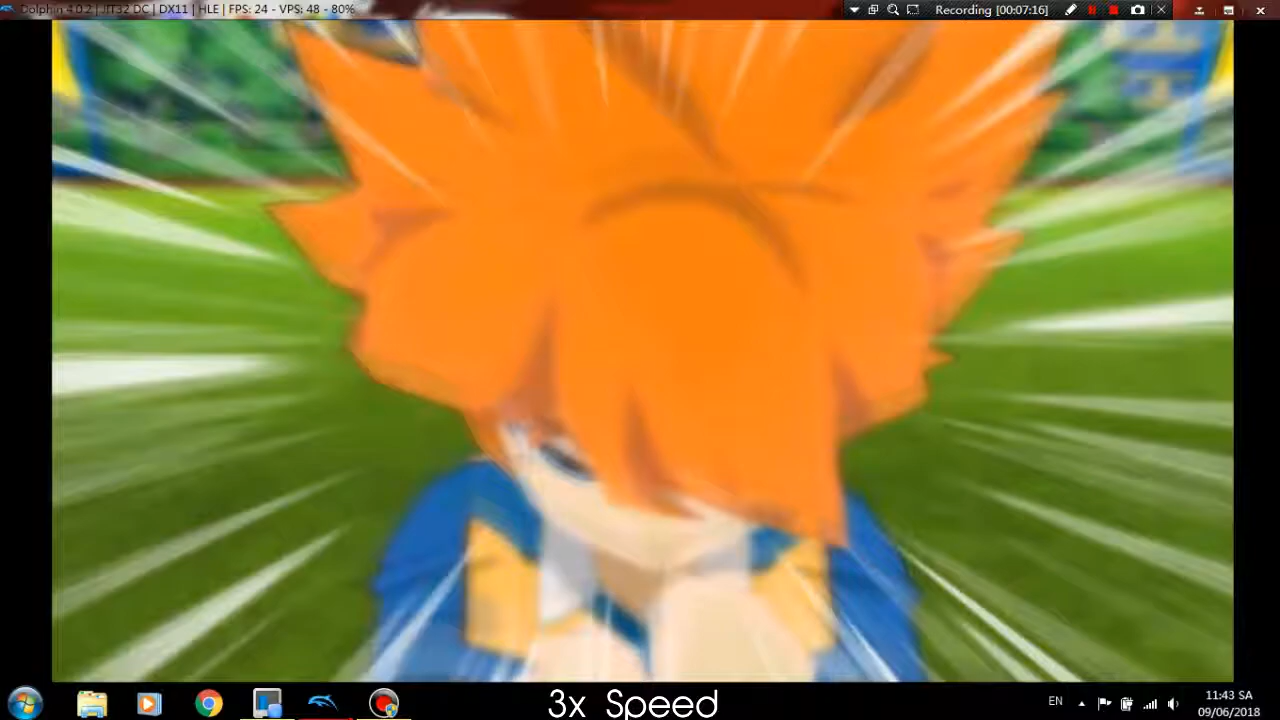 Dolphin 4.0.2 | JIT32 DC | DX11 | HLE | FPS: 24 - VPS: 48 - 80%
Recording [00:07:16]
3x Speed
EN
11:43 SA
09/06/2018